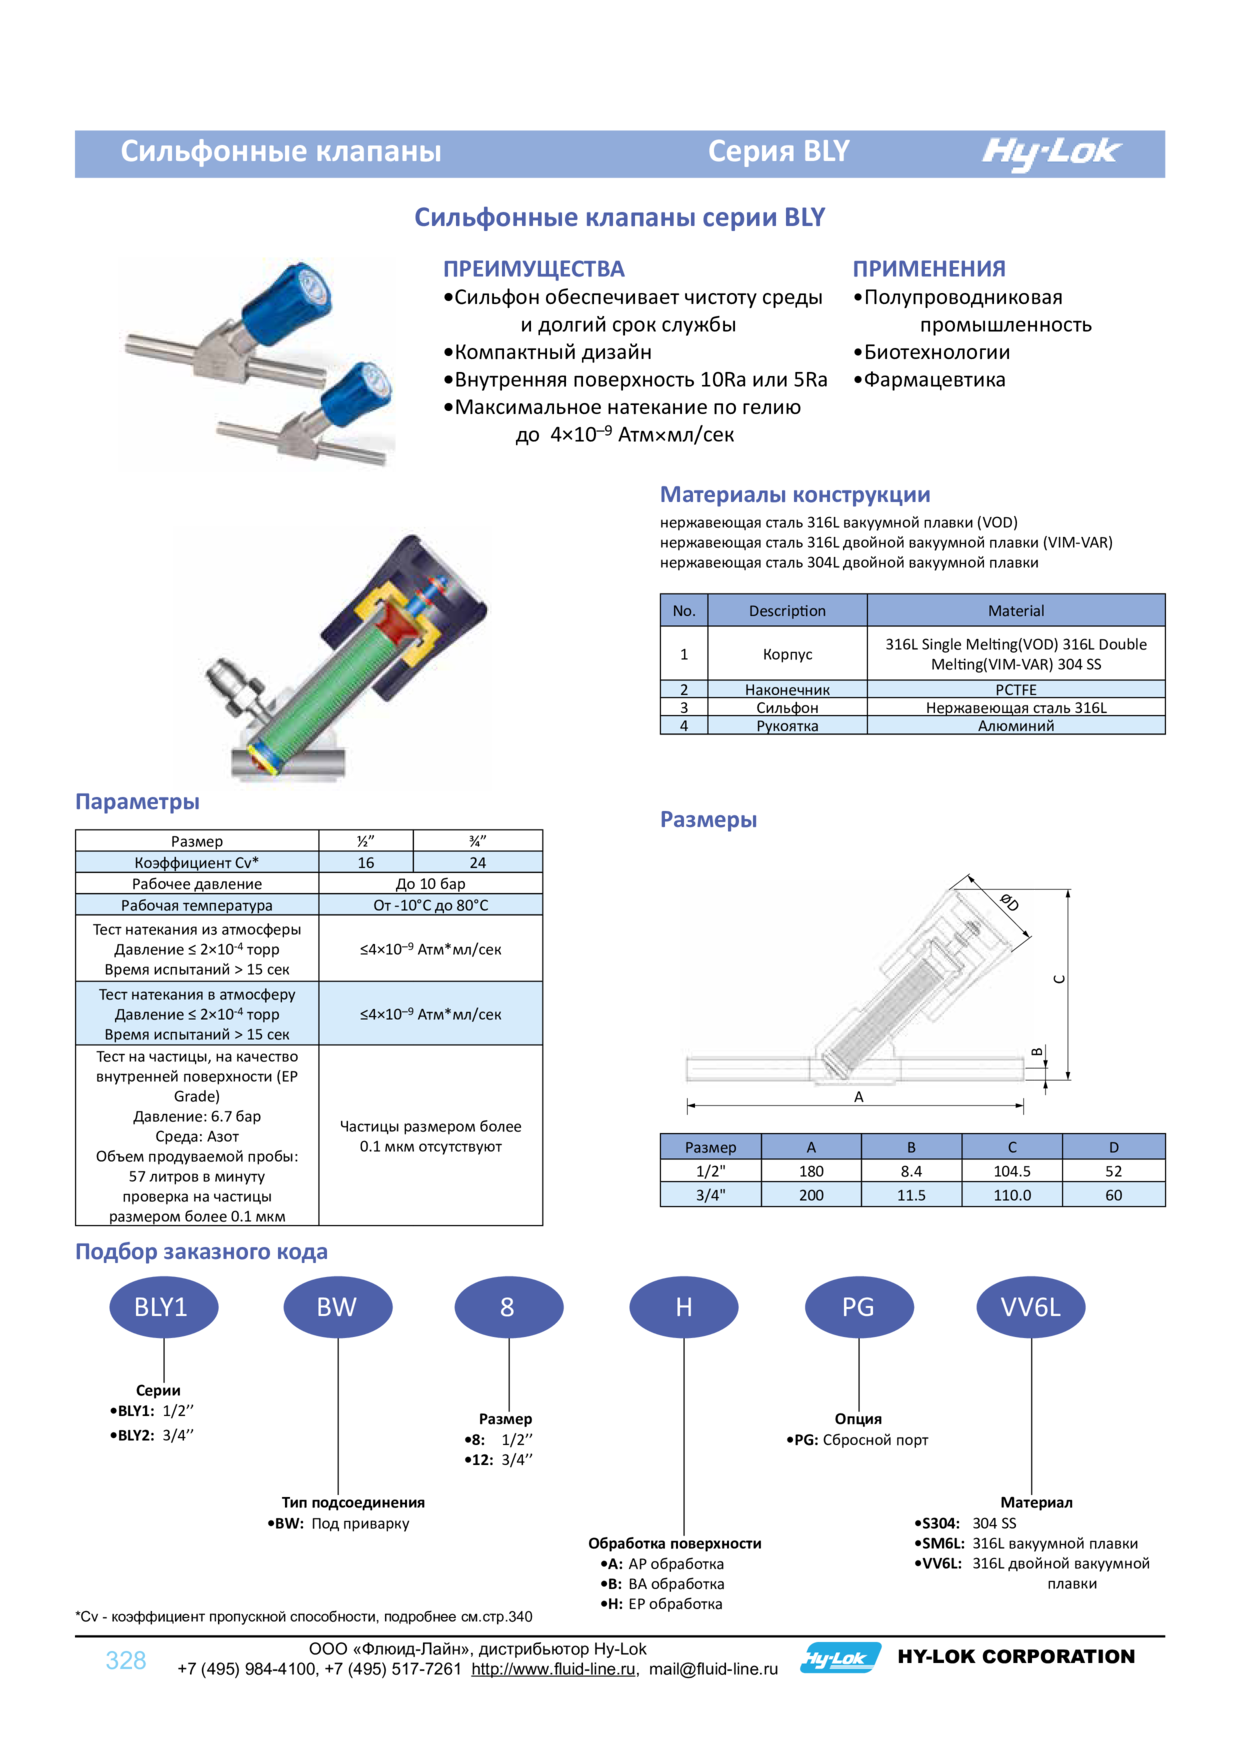 Сильфонные клапаны Серия BLY Hy-Lok
Сильфонные клапаны серии BLY
ПРЕИМУЩЕСТВА
•Сильфон обеспечивает чистоту среды
и долгий срок службы
•Компактный дизайн
•Внутренняя поверхность 10Ra или 5Ra
•Максимальное натекание по гелию
до 4×10⁻⁹ Атм×мл/сек
ПРИМЕНЕНИЯ
•Полупроводниковая
промышленность
•Биотехнологии
•Фармацевтика
Материалы конструкции
нержавеющая сталь 316L вакуумной плавки (VOD)
нержавеющая сталь 316L двойной вакуумной плавки (VIM-VAR)
нержавеющая сталь 304L двойной вакуумной плавки
No. Description Material
1 Корпус 316L Single Melting(VOD) 316L Double
Melting(VIM-VAR) 304 SS
2 Наконечник PCTFE
3 Сильфон Нержавеющая сталь 316L
4 Рукоятка Алюминий
Параметры
Размер ½” ¾”
Коэффициент Cv* 16 24
Рабочее давление До 10 бар
Рабочая температура От -10°C до 80°C
Тест натекания из атмосферы
Давление ≤ 2×10⁻⁴ торр
Время испытаний > 15 сек
≤4×10⁻⁹ Атм*мл/сек
Тест натекания в атмосферу
Давление ≤ 2×10⁻⁴ торр
Время испытаний > 15 сек
≤4×10⁻⁹ Атм*мл/сек
Тест на частицы, на качество
внутренней поверхности (EP
Grade)
Давление: 6.7 бар
Среда: Азот
Объем продуваемой пробы:
57 литров в минуту
проверка на частицы
размером более 0.1 мкм
Частицы размером более
0.1 мкм отсутствуют
Размеры
øD
C
B
A
Размер A B C D
1/2" 180 8.4 104.5 52
3/4" 200 11.5 110.0 60
Подбор заказного кода
BLY1 BW 8 H PG VV6L
Серии
•BLY1: 1/2’’
•BLY2: 3/4’’
Тип подсоединения
•BW: Под приварку
Размер
•8: 1/2’’
•12: 3/4’’
Обработка поверхности
•A: AP обработка
•B: BA обработка
•H: EP обработка
Опция
•PG: Сбросной порт
Материал
•S304: 304 SS
•SM6L: 316L вакуумной плавки
•VV6L: 316L двойной вакуумной
плавки
*Cv - коэффициент пропускной способности, подробнее см.стр.340
328
ООО «Флюид-Лайн», дистрибьютор Hy-Lok
+7 (495) 984-4100, +7 (495) 517-7261 http://www.fluid-line.ru, mail@fluid-line.ru
Hy-Lok HY-LOK CORPORATION